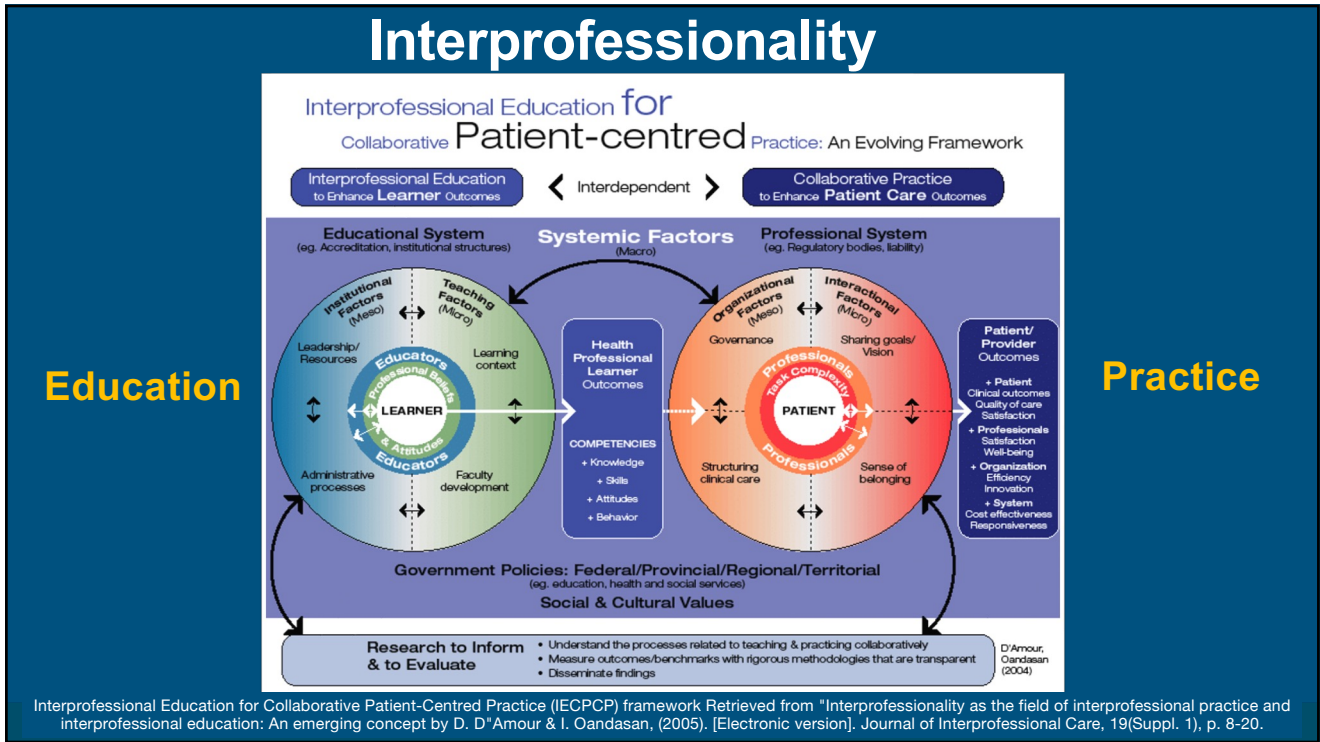 Interprofessionality
Interprofessional Education for
Collaborative Patient-centred Practice: An Evolving Framework
Interprofessional Education
to Enhance Learner Outcomes
Interdependent
Collaborative Practice
to Enhance Patient Care Outcomes
Educational System
(eg. Accreditation, institutional structures)
Systemic Factors
(Macro)
Professional System
(eg. Regulatory bodies, liability)
Education
Institutional
Factors
(Meso)
Teaching
Factors
(Micro)
Leadership/
Resources
Learning
context
Educators
Professional Beliefs
LEARNER
& Attitudes
Educators
Administrative
processes
Faculty
development
Health
Professional
Learner
Outcomes
COMPETENCIES
+ Knowledge
+ Skills
+ Attitudes
+ Behavior
Organizational
Factors
(Meso)
Interactional
Factors
(Micro)
Governance
Sharing goals/
Vision
Professionals
Task Complexity
PATIENT
Professionals
Structuring
clinical care
Sense of
belonging
Patient/
Provider
Outcomes
+ Patient
Clinical outcomes
Quality of care
Satisfaction
+ Professionals
Satisfaction
Well-being
+ Organization
Efficiency
Innovation
+ System
Cost effectiveness
Responsiveness
Practice
Government Policies: Federal/Provincial/Regional/Territorial
(eg. education, health and social services)
Social & Cultural Values
Research to Inform
& to Evaluate
• Understand the processes related to teaching & practicing collaboratively
• Measure outcomes/benchmarks with rigorous methodologies that are transparent
• Disseminate findings
D'Amour,
Oandasan
(2004)
Interprofessional Education for Collaborative Patient-Centred Practice (IECPCP) framework Retrieved from "Interprofessionality as the field of interprofessional practice and
interprofessional education: An emerging concept by D. D"Amour & I. Oandasan, (2005). [Electronic version]. Journal of Interprofessional Care, 19(Suppl. 1), p. 8-20.